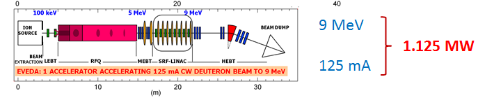 100 keV 5 MeV 9 MeV
ION
SOURCE
BEAM DUMP
BEAM
EXTRACTION LEBT RFQ MEBT SRF-LINAC HEBT
EVEDA: 1 ACCELERATOR ACCELERATING 125 mA CW DEUTERON BEAM TO 9 MeV
0 10 20 30
(m)
40
9 MeV
125 mA
1.125 MW
(m)